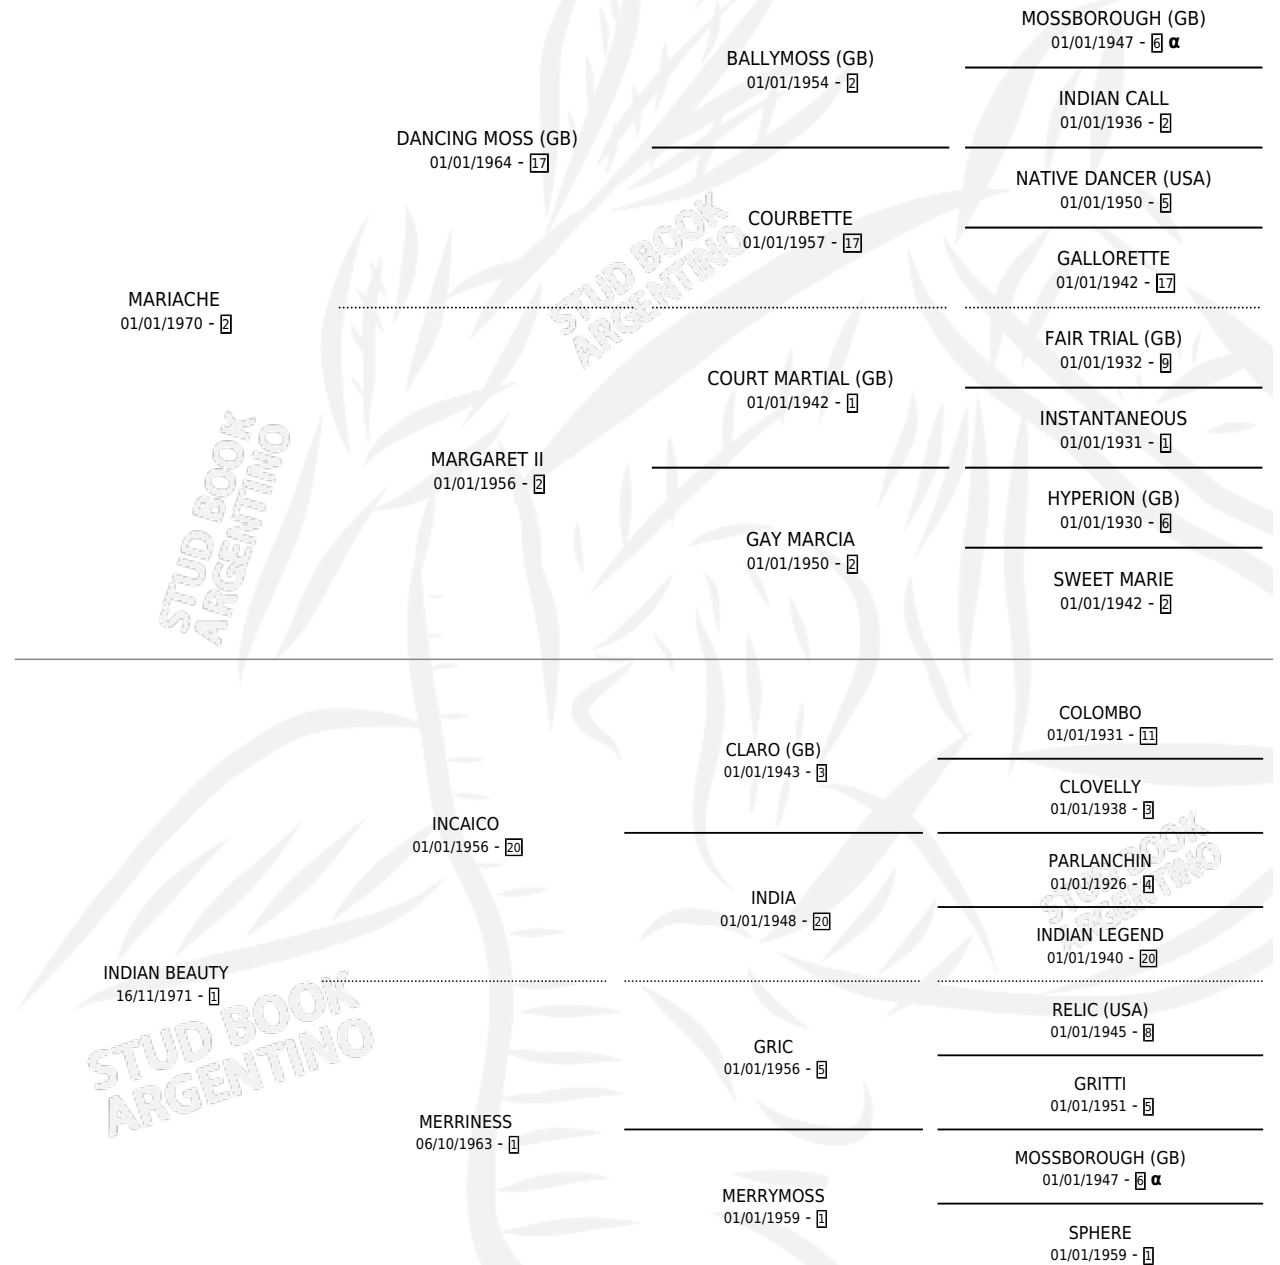 MOSSBOROUGH (GB)
01/01/1947 - 6 α
BALLYMOSS (GB)
01/01/1954 - 2
INDIAN CALL
01/01/1936 - 2
DANCING MOSS (GB)
01/01/1964 - 17
NATIVE DANCER (USA)
01/01/1950 - 5
COURBETTE
01/01/1957 - 17
GALLORETTE
01/01/1942 - 17
MARIACHE
01/01/1970 - 2
FAIR TRIAL (GB)
01/01/1932 - 9
COURT MARTIAL (GB)
01/01/1942 - 1
INSTANTANEOUS
01/01/1931 - 1
MARGARET II
01/01/1956 - 2
HYPERION (GB)
01/01/1930 - 6
GAY MARCIA
01/01/1950 - 2
SWEET MARIE
01/01/1942 - 2
COLOMBO
01/01/1931 - 11
CLARO (GB)
01/01/1943 - 3
CLOVELLY
01/01/1938 - 3
INCAICO
01/01/1956 - 20
PARLANCHIN
01/01/1926 - 4
INDIA
01/01/1948 - 20
INDIAN LEGEND
01/01/1940 - 20
INDIAN BEAUTY
16/11/1971 - 1
RELIC (USA)
01/01/1945 - 8
GRIC
01/01/1956 - 5
GRITTI
01/01/1951 - 5
MERRINESS
06/10/1963 - 1
MOSSBOROUGH (GB)
01/01/1947 - 6 α
MERRYMOSS
01/01/1959 - 1
SPHERE
01/01/1959 - 1
STUD BOOK
ARGENTINO
STUD BOOK
ARGENTINO
STUD BOOK
ARGENTINO
STUD BOOK
ARGENTINO